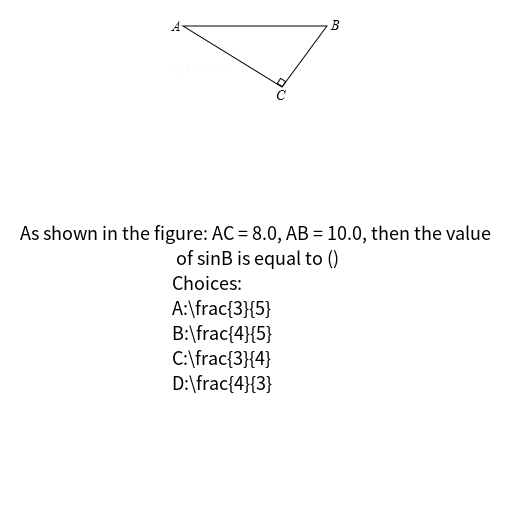 A B
C
As shown in the figure: AC = 8.0, AB = 10.0, then the value
of sinB is equal to ()
Choices:
A:\frac{3}{5}
B:\frac{4}{5}
C:\frac{3}{4}
D:\frac{4}{3}